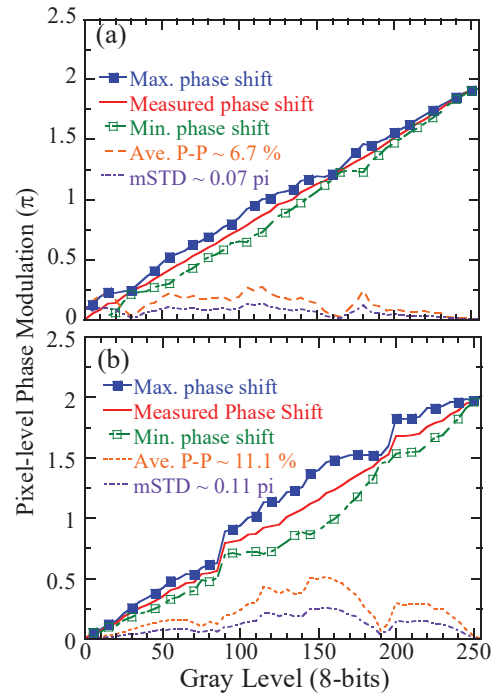 2.5
(a)
2
Max. phase shift
Measured phase shift
1.5
Min. phase shift
Ave. P-P ~ 6.7 %
mSTD ~ 0.07 pi
1
0.5
0
Pixel-level Phase Modulation (π)
2.5
(b)
Max. phase shift
2
Measured Phase Shift
Min. phase shift
1.5
Ave. P-P ~ 11.1 %
mSTD ~ 0.11 pi
1
0.5
0
0 50 100 150 200 250
Gray Level (8-bits)